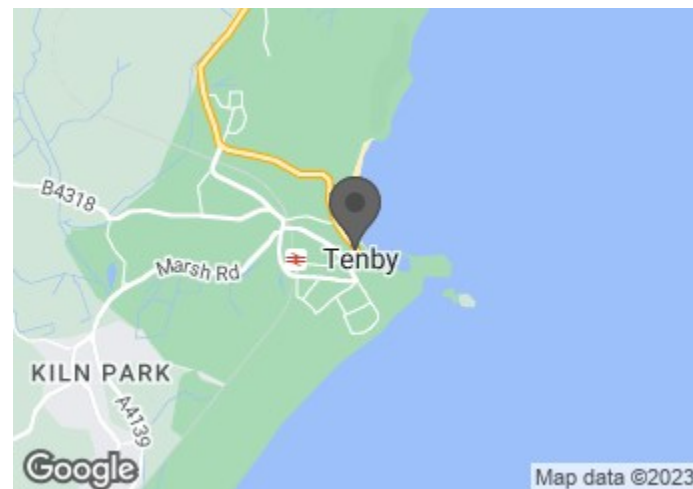 B4318
Tenby
Marsh Rd
KILN PARK
A4139
Google
Map data ©2023